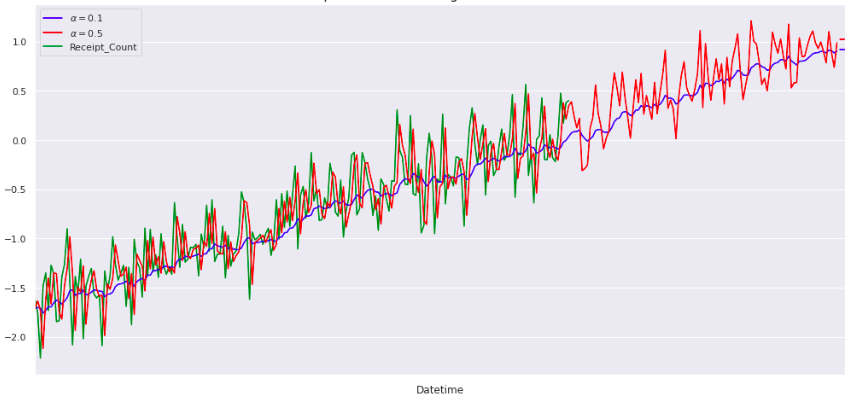 α = 0.1
α = 0.5
Receipt_Count
1.0
0.5
0.0
−0.5
−1.0
−1.5
−2.0
Datetime